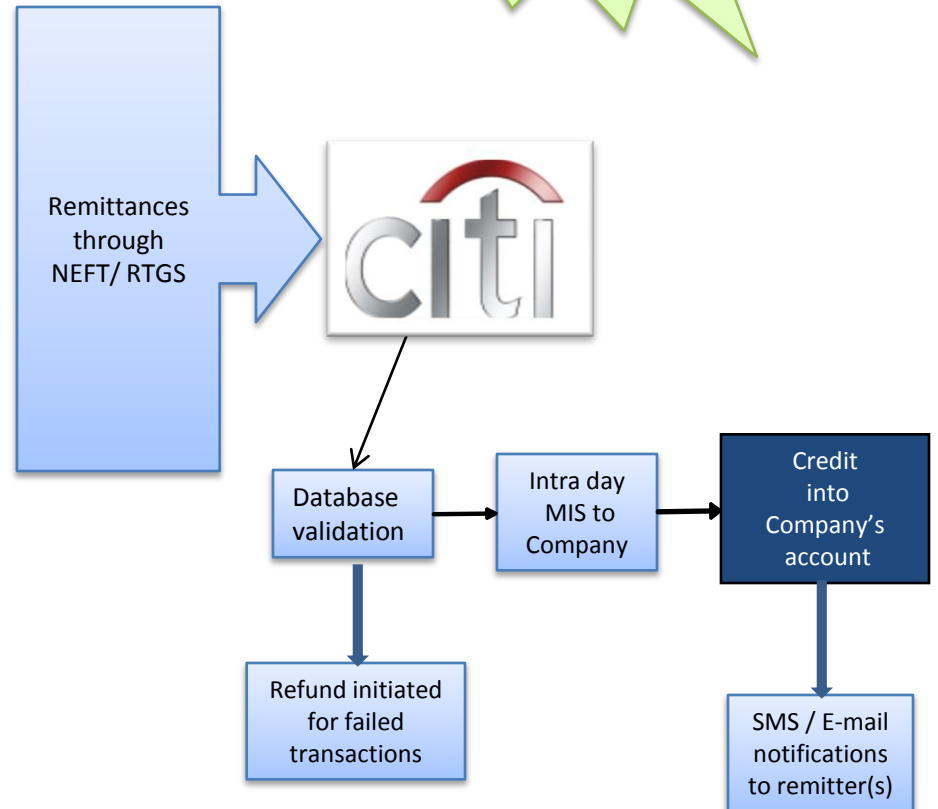 Remittances
through
NEFT/ RTGS
citi
Database
validation
Intra day
MIS to
Company
Credit
into
Company’s
account
Refund initiated
for failed
transactions
SMS / E-mail
notifications
to remitter(s)